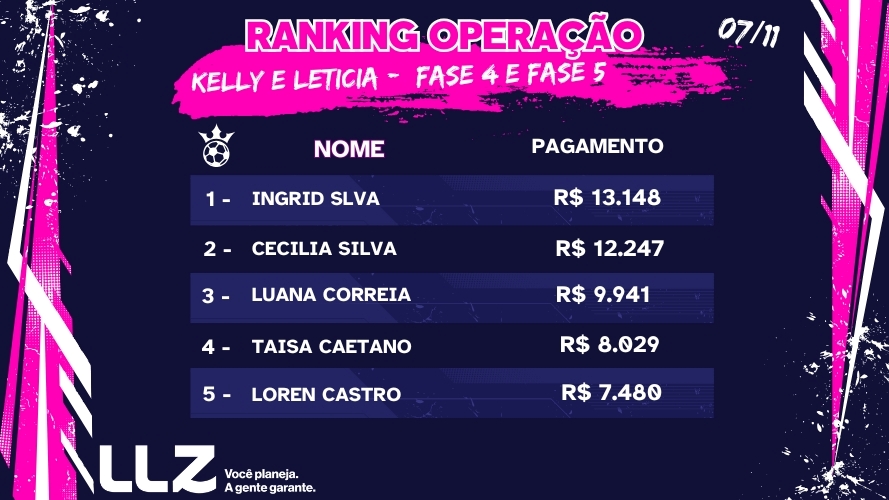 RANKING OPERAÇÃO
07/11
KELLY E LETICIA - FASE 4 E FASE 5
NOME PAGAMENTO
1 - INGRID SLVA R$ 13.148
2 - CECILIA SILVA R$ 12.247
3 - LUANA CORREIA R$ 9.941
4 - TAISA CAETANO R$ 8.029
5 - LOREN CASTRO R$ 7.480
LLZ
Você planeja.
A gente garante.